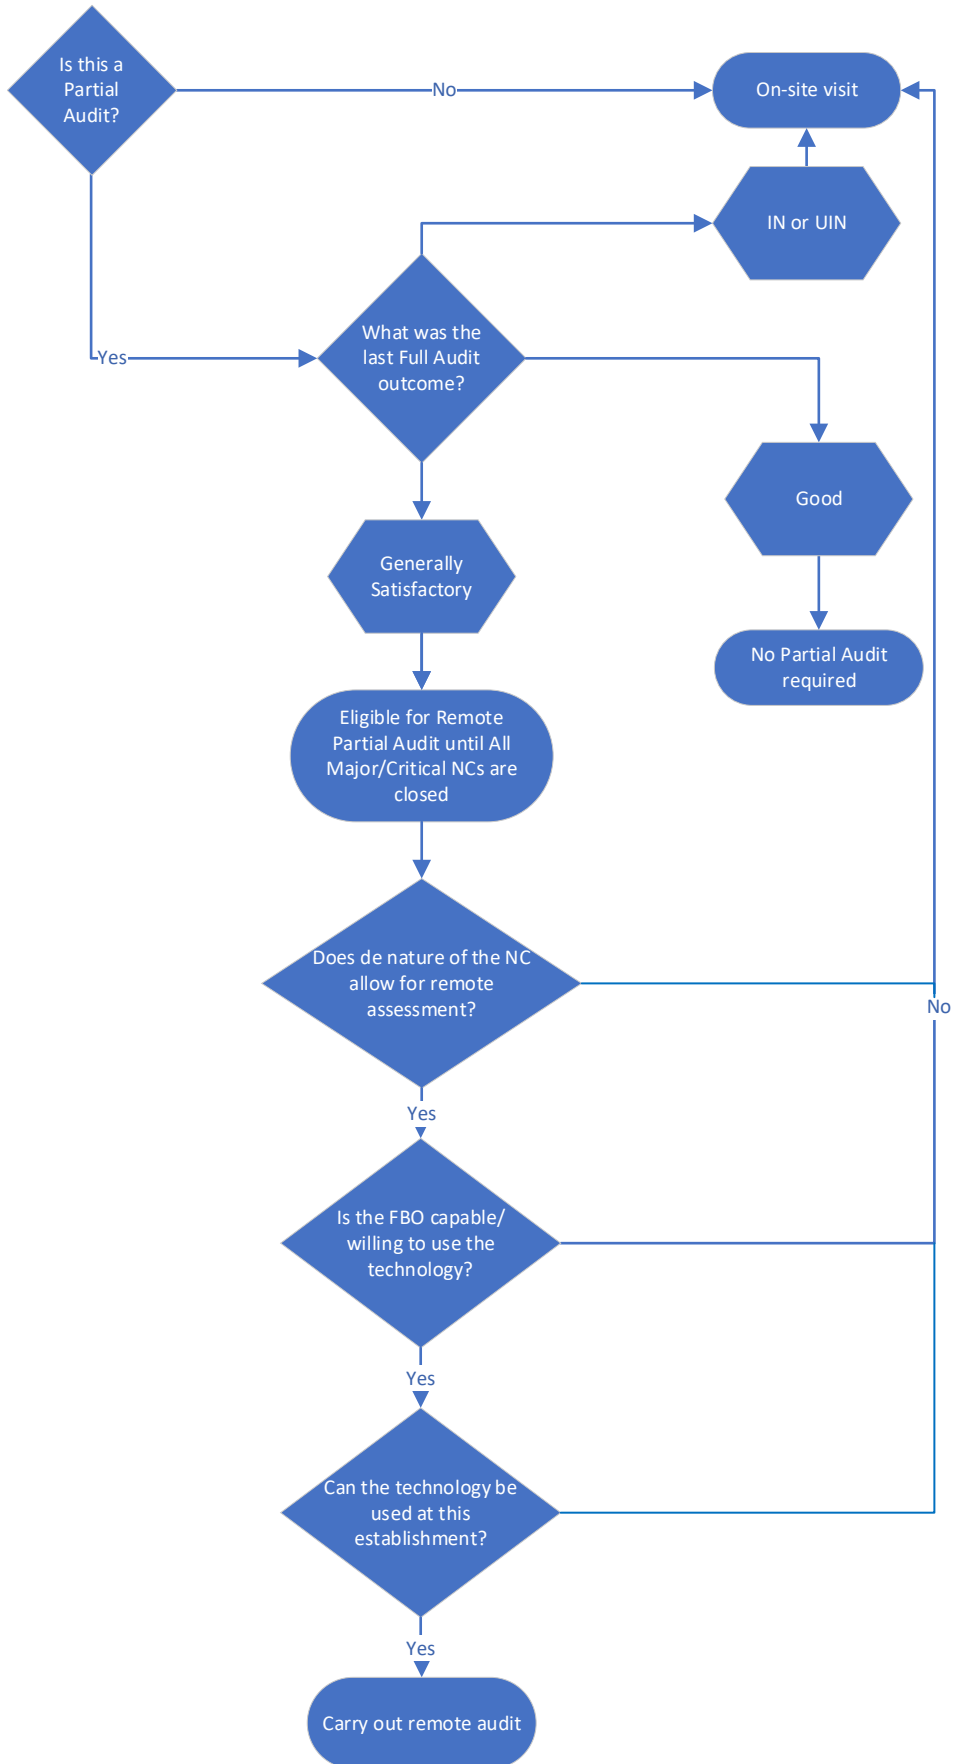 Is this a
Partial
Audit?
No
On-site visit
IN or UIN
What was the
last Full Audit
outcome?
Yes
Good
Generally
Satisfactory
No Partial Audit
required
Eligible for Remote
Partial Audit until All
Major/Critical NCs are
closed
Does de nature of the NC
allow for remote
assessment?
No
Yes
Is the FBO capable/
willing to use the
technology?
Yes
Can the technology be
used at this
establishment?
Yes
Carry out remote audit